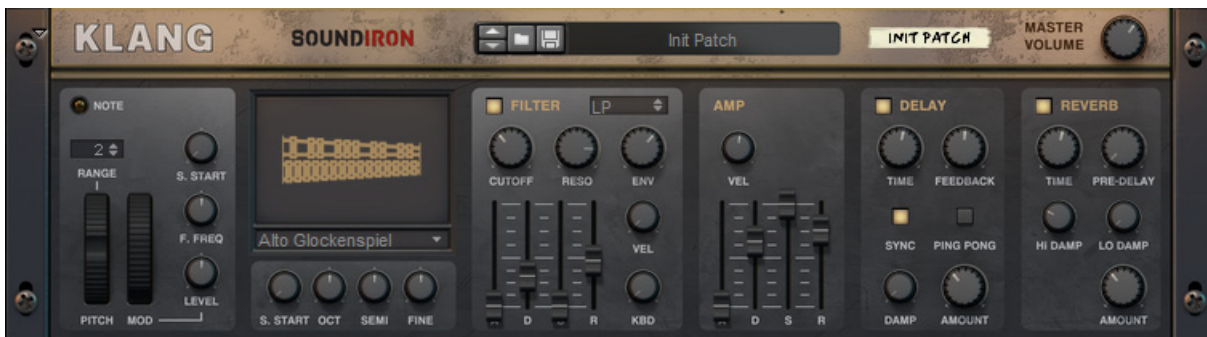 KLANG
SOUNDIRON
Init Patch
INIT PATCH
MASTER
VOLUME
NOTE
2
RANGE
S. START
F. FREQ
LEVEL
PITCH MOD
Alto Glockenspiel
S. START OCT SEMI FINE
FILTER LP
CUTOFF RESO ENV
VEL
A D S R KBD
AMP
VEL
A D S R
DELAY
TIME FEEDBACK
SYNC PING PONG
DAMP AMOUNT
REVERB
TIME PRE-DELAY
HI DAMP LO DAMP
AMOUNT